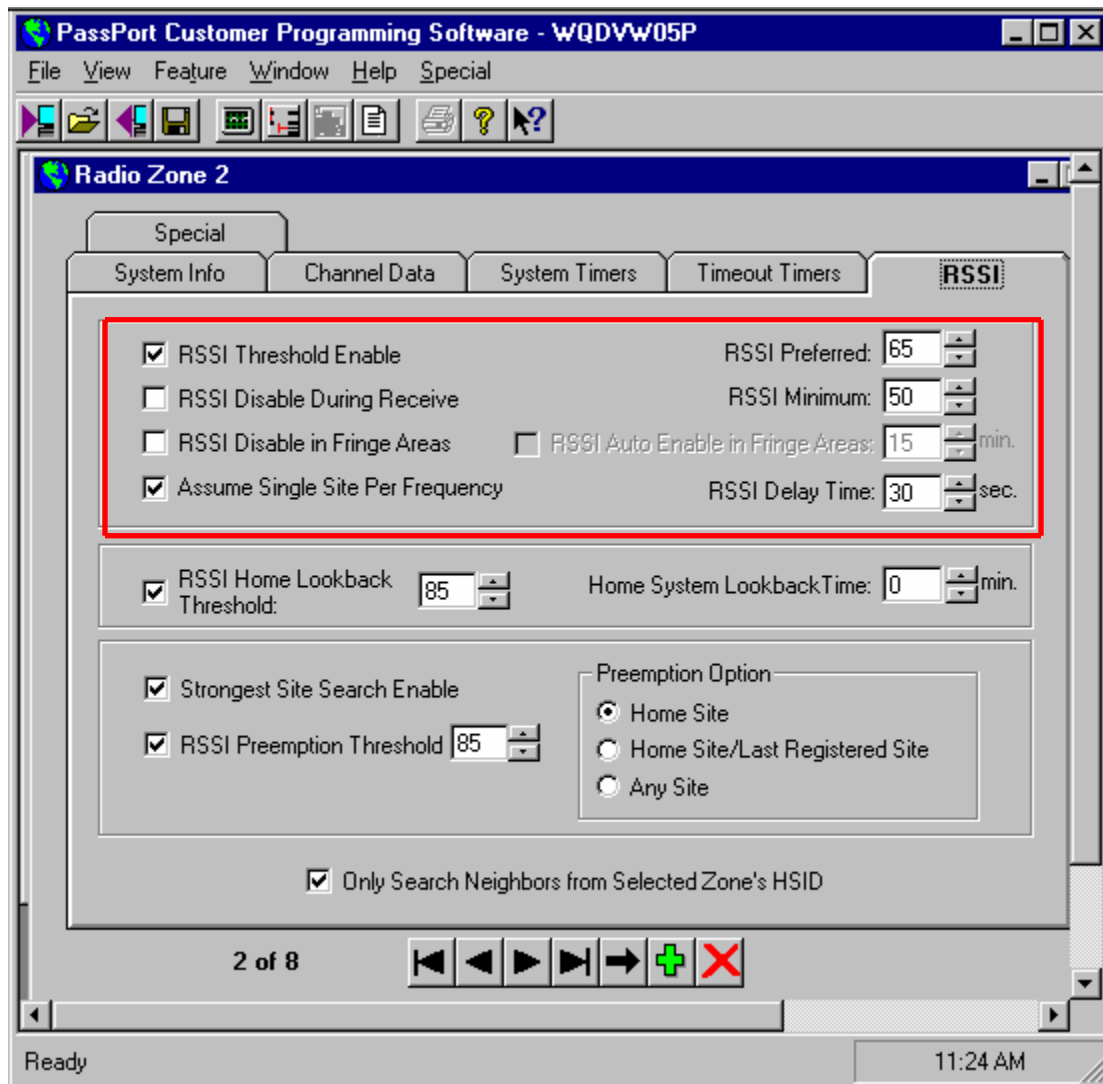 PassPort Customer Programming Software - WQDVW05P
File View Feature Window Help Special
Radio Zone 2
Special
System Info Channel Data System Timers Timeout Timers RSSI
RSSI Threshold Enable RSSI Preferred: 65
RSSI Disable During Receive RSSI Minimum: 50
RSSI Disable in Fringe Areas RSSI Auto Enable in Fringe Areas: 15 min.
Assume Single Site Per Frequency RSSI Delay Time: 30 sec.
RSSI Home Lookback Threshold: 85 Home System LookbackTime: 0 min.
Strongest Site Search Enable
RSSI Preemption Threshold 85
Preemption Option
Home Site
Home Site/Last Registered Site
Any Site
Only Search Neighbors from Selected Zone's HSID
2 of 8
Ready 11:24 AM